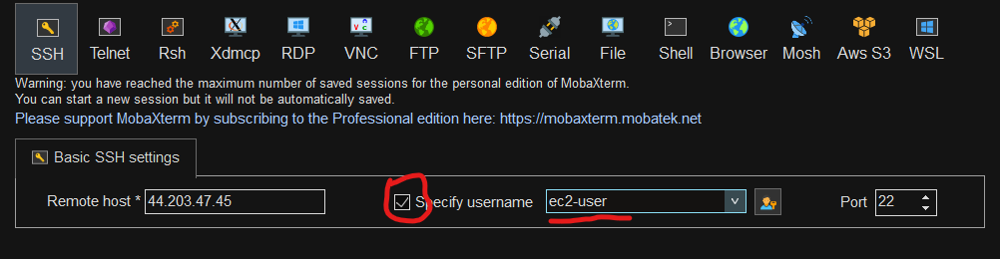 SSH Telnet Rsh Xdmcp RDP VNC FTP SFTP Serial File Shell Browser Mosh Aws S3 WSL
Warning: you have reached the maximum number of saved sessions for the personal edition of MobaXterm.
You can start a new session but it will not be automatically saved.
Please support MobaXterm by subscribing to the Professional edition here: https://mobaxterm.mobatek.net
Basic SSH settings
Remote host * 44.203.47.45 Specify username ec2-user Port 22